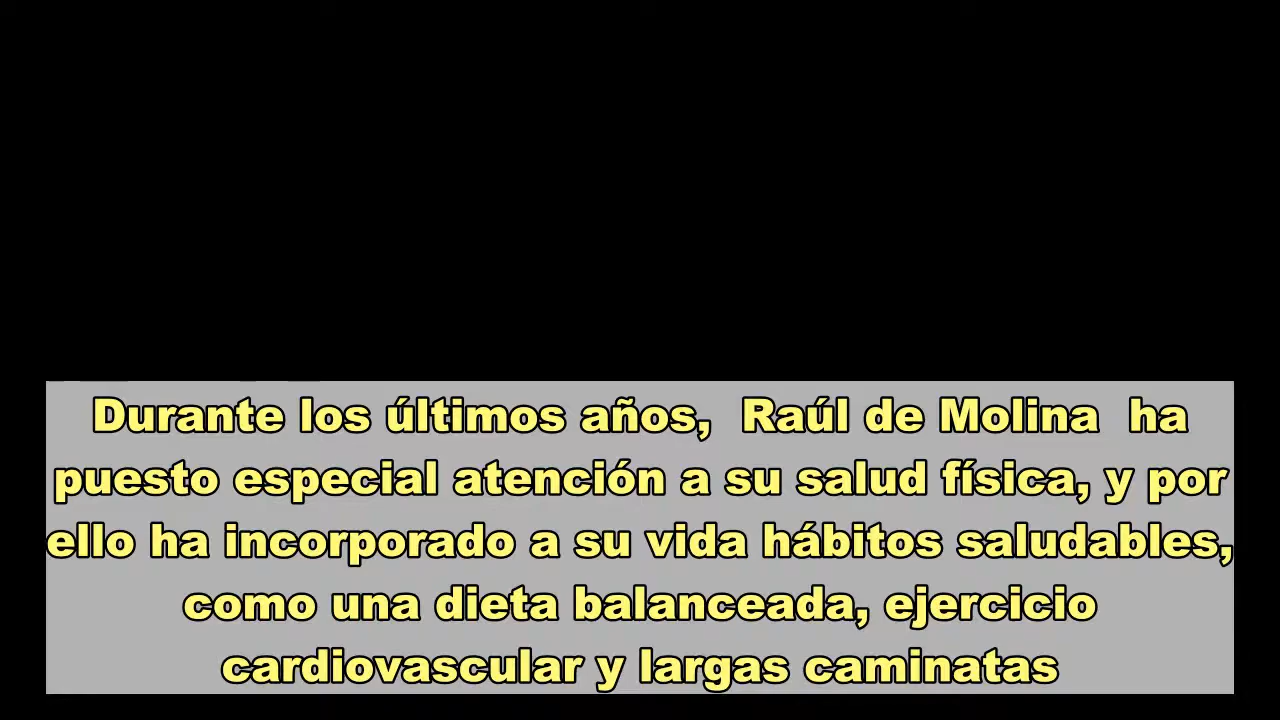 Durante los últimos años,  Raúl de Molina  ha
puesto especial atención a su salud física, y por
ello ha incorporado a su vida hábitos saludables,
como una dieta balanceada, ejercicio
cardiovascular y largas caminatas